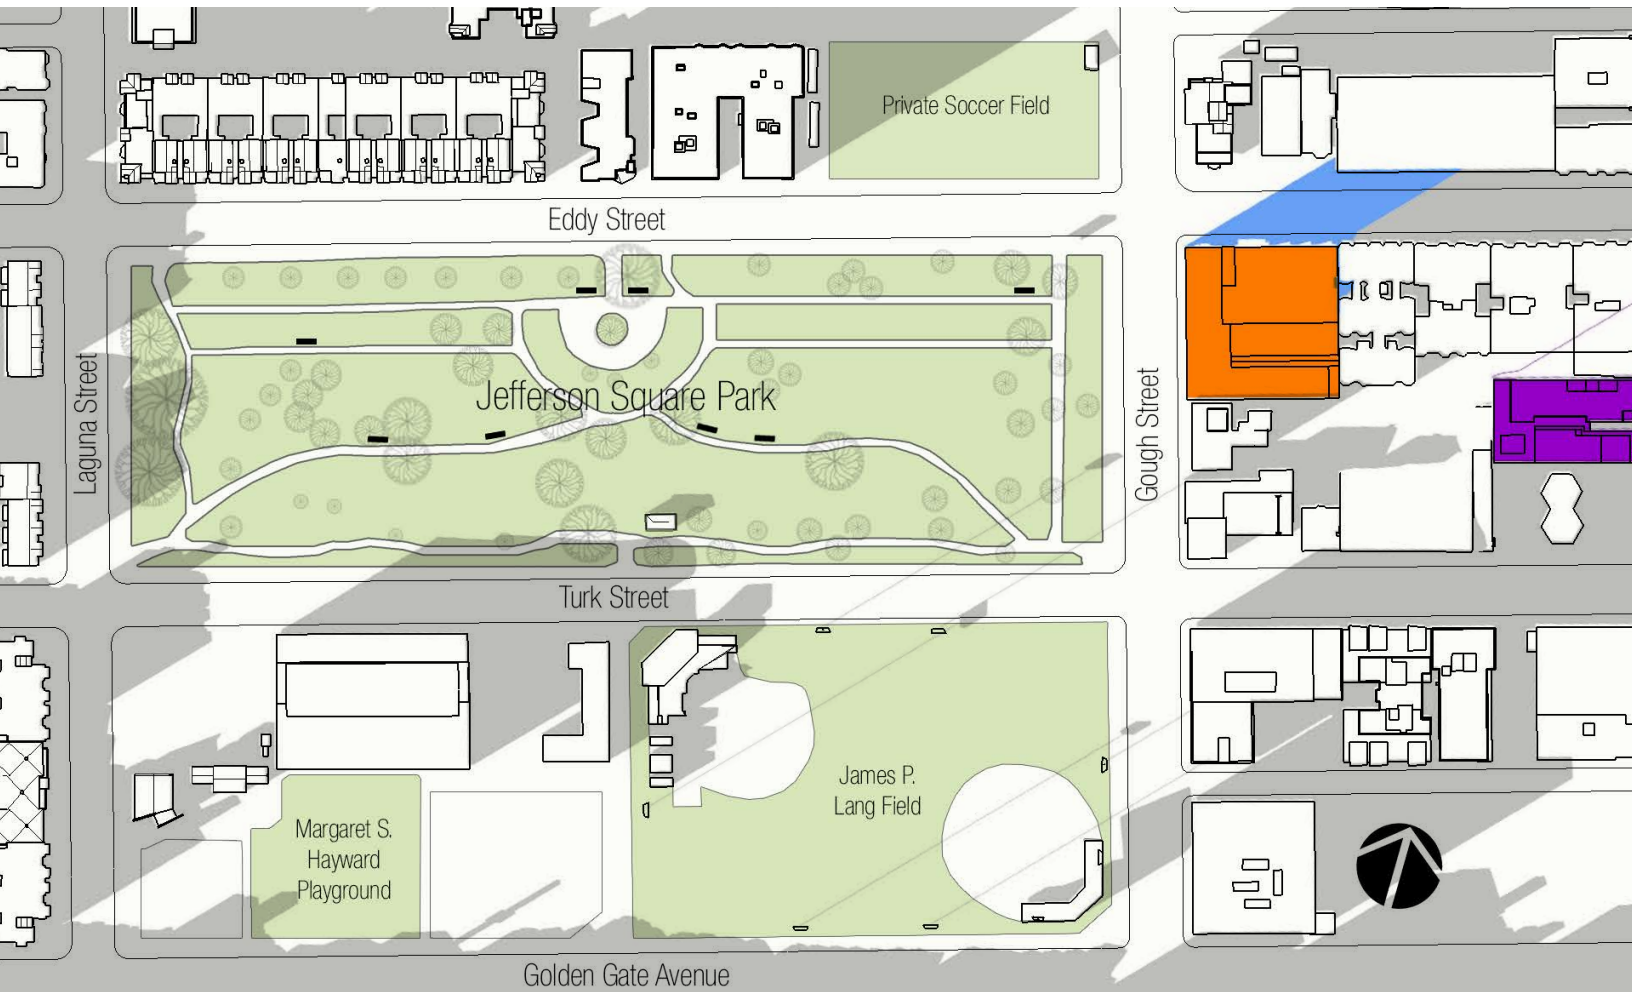 Private Soccer Field
Eddy Street
Laguna Street
Jefferson Square Park
Gough Street
Turk Street
James P.
Lang Field
Margaret S.
Hayward
Playground
Golden Gate Avenue